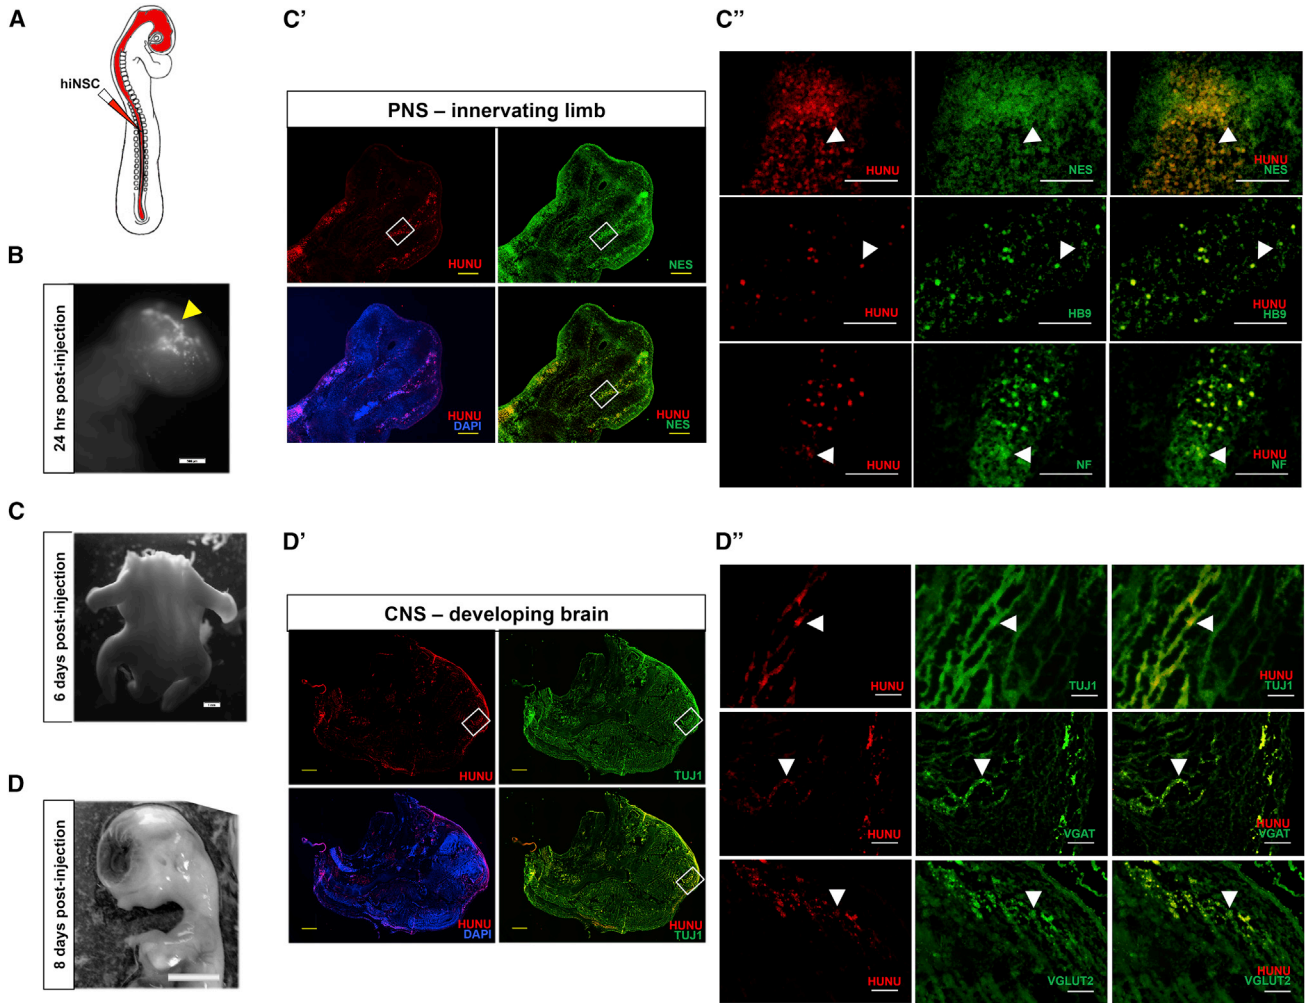 A
hiNSC
B
24 hrs post-injection
C
6 days post-injection
D
8 days post-injection
C'
PNS – innervating limb
HUNU
NES
HUNU
DAPI
HUNU
NES
C"
HUNU
NES
HUNU
NES
HUNU
HB9
HUNU
HB9
HUNU
NF
HUNU
NF
D'
CNS – developing brain
HUNU
TUJ1
HUNU
DAPI
HUNU
TUJ1
D"
HUNU
TUJ1
HUNU
TUJ1
HUNU
VGAT
HUNU
VGAT
HUNU
VGLUT2
HUNU
VGLUT2